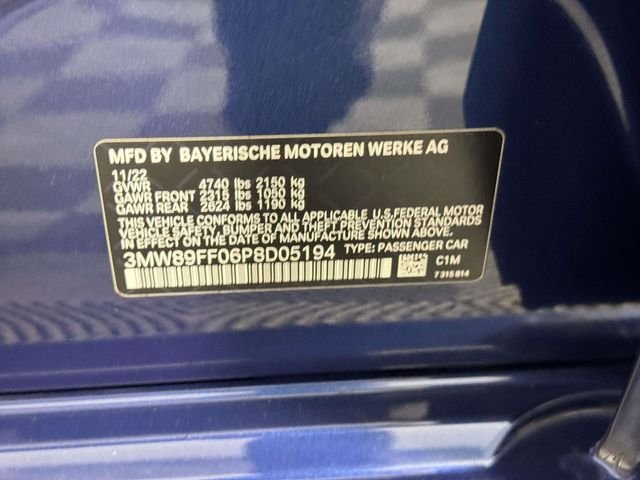 MFD BY BAYERISCHE MOTOREN WERKE AG
11/22
GVWR 4740 lbs 2150 kg
GAWR FRONT 2315 lbs 1050 kg
GAWR REAR 2624 lbs 1190 kg
THIS VEHICLE CONFORMS TO ALL APPLICABLE U.S.FEDERAL MOTOR
VEHICLE SAFETY, BUMPER AND THEFT PREVENTION STANDARDS
IN EFFECT ON THE DATE OF MANUFACTURE SHOWN ABOVE.
3MW89FF06P8D05194 TYPE: PASSENGER CAR
C1M
7315814